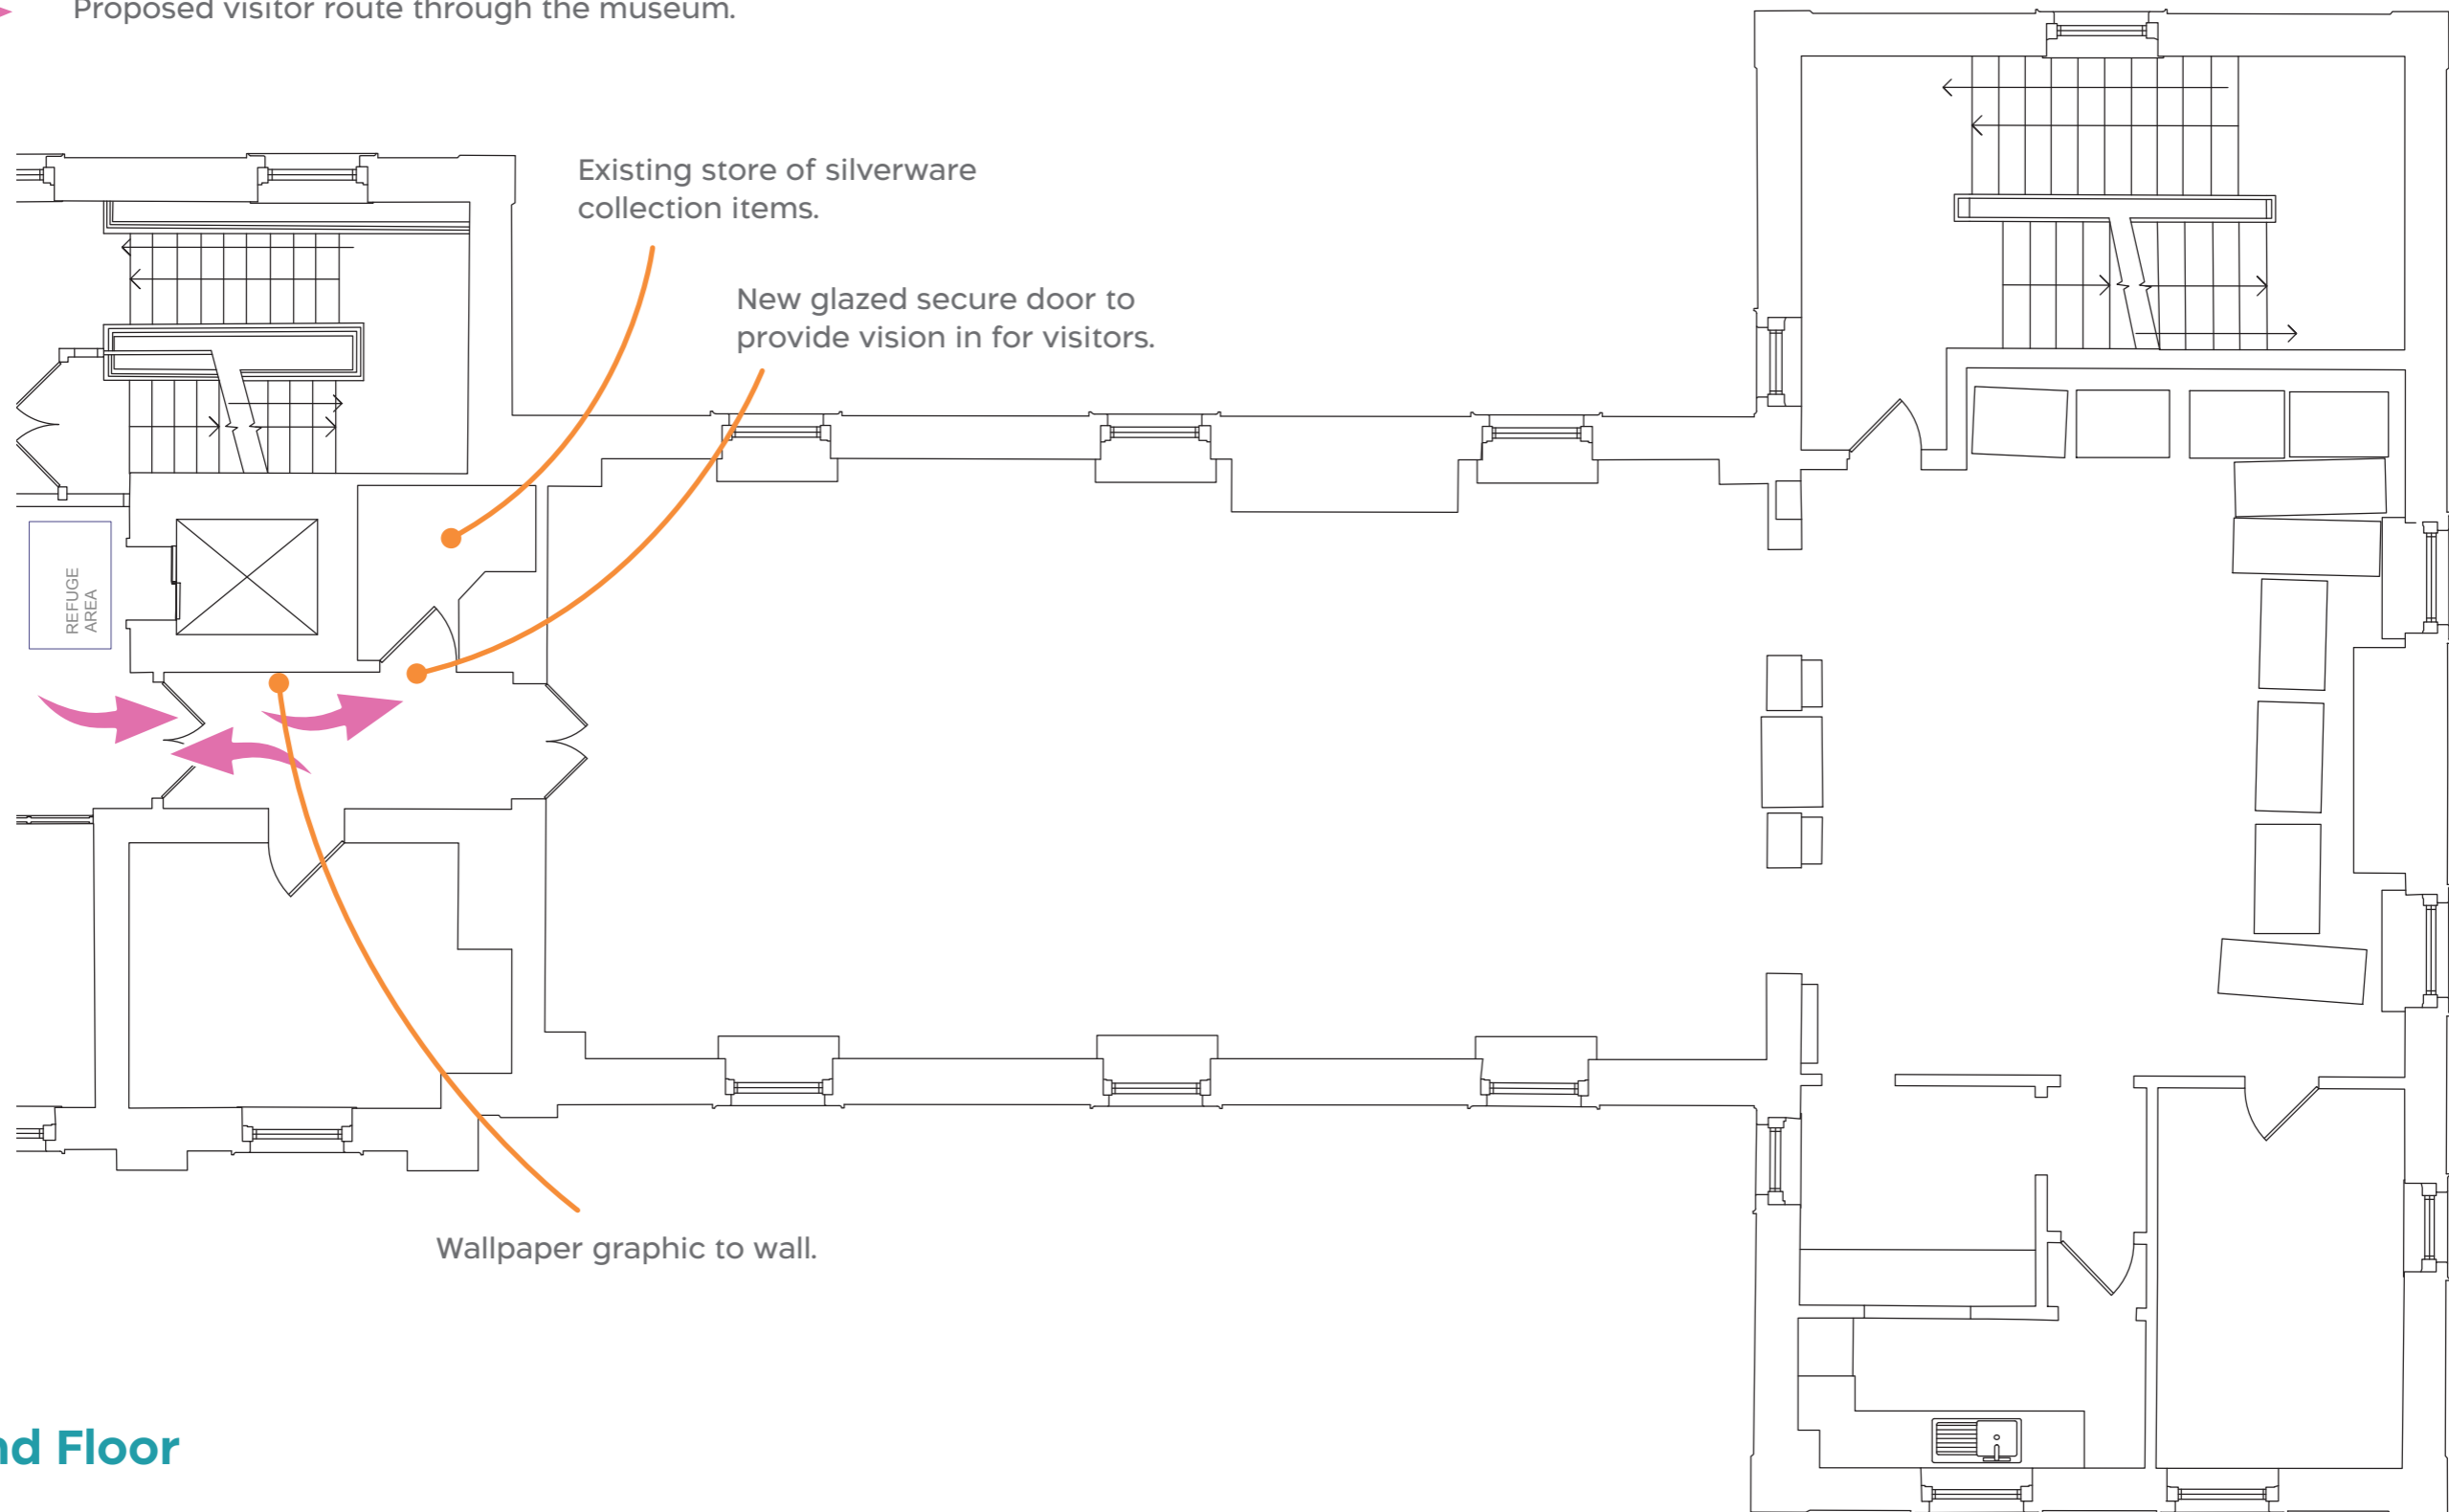 Proposed visitor route through the museum.
Existing store of silverware
collection items.
New glazed secure door to
provide vision in for visitors.
REFUGE
AREA
Wallpaper graphic to wall.
nd Floor